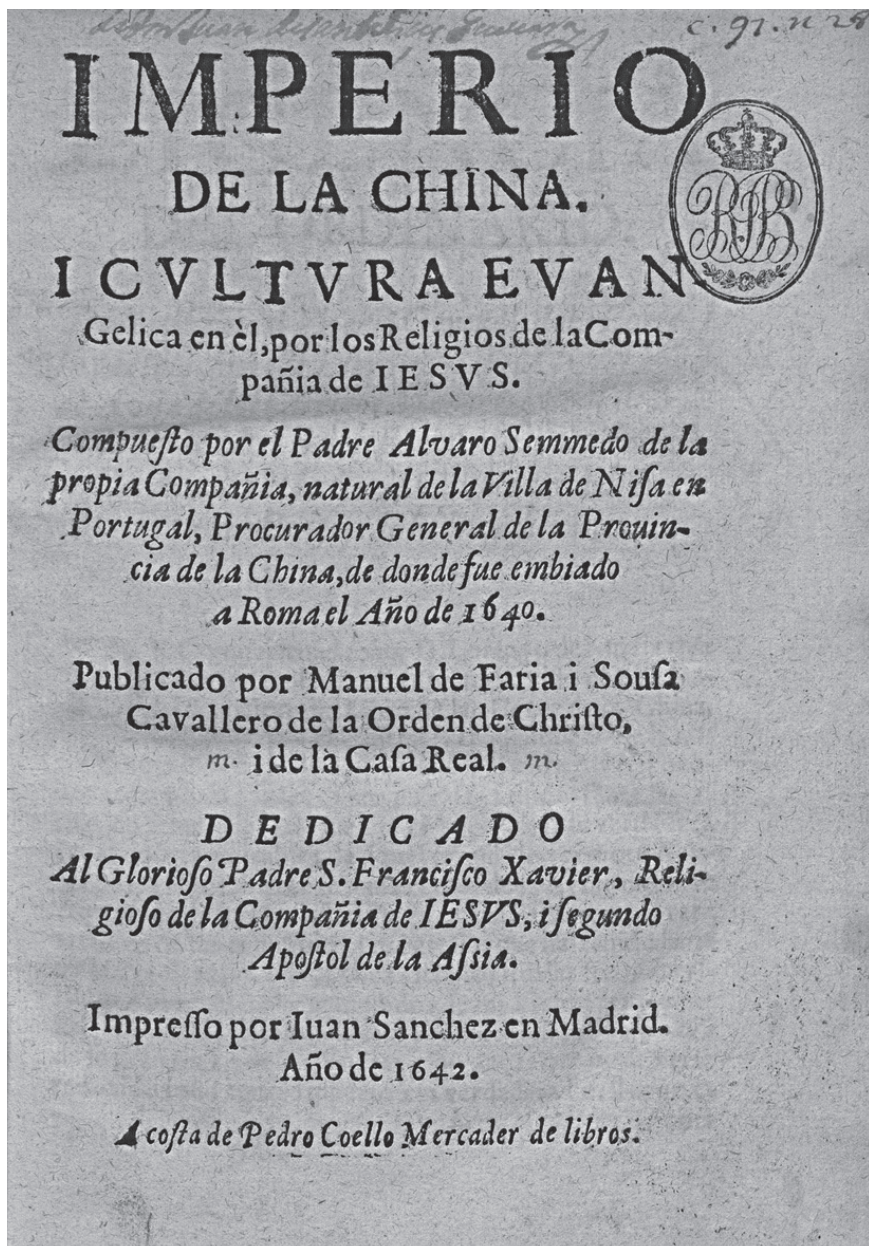 c. 91. n 28
IMPERIO
DE LA CHINA.
I CVLTVRA EVAN-
Gelica en èl, por los Religios de la Com-
pañia de IESVS.
Compueſto por el Padre Alvaro Semmedo de la
propia Compañia, natural de la Villa de Niſa en
Portugal, Procurador General de la Prouin-
cia de la China, de donde fue embiado
a Roma el Año de 1640.
Publicado por Manuel de Faria i Souſa
Cavallero de la Orden de Chriſto,
m. i de la Caſa Real. m.
DEDICADO
Al Glorioſo Padre S. Franciſco Xavier, Reli-
gioſo de la Compañia de IESVS, i ſegundo
Apoſtol de la Aſsia.
Impreſſo por Iuan Sanchez en Madrid.
Año de 1642.
A coſta de Pedro Coello Mercader de libros.